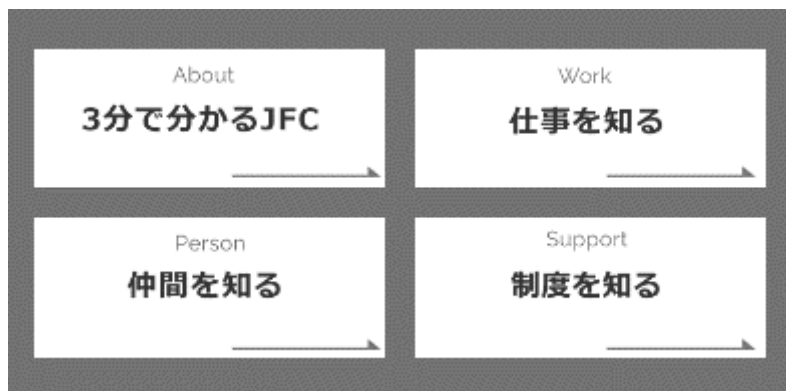 About
3分で分かるJFC
Work
仕事を知る
Person
仲間を知る
Support
制度を知る